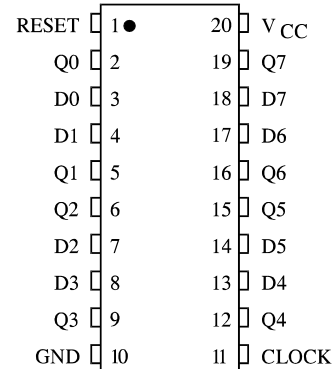 RESET 1 20 V CC
Q0 2 19 Q7
D0 3 18 D7
D1 4 17 D6
Q1 5 16 Q6
Q2 6 15 Q5
D2 7 14 D5
D3 8 13 D4
Q3 9 12 Q4
GND 10 11 CLOCK